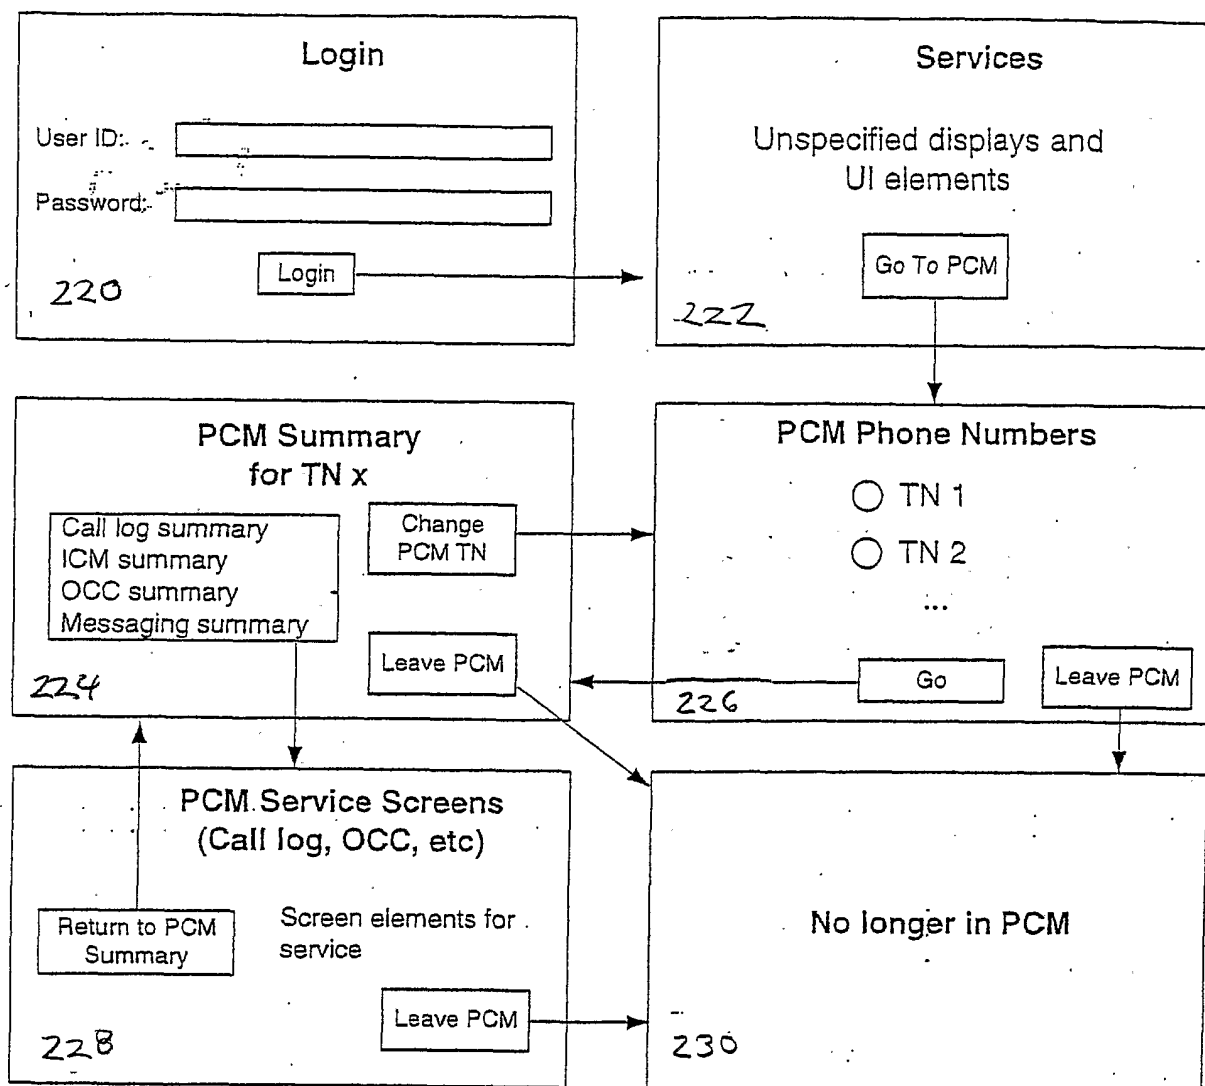 Login
User ID:
Password:
Login
220
Services
Unspecified displays and
UI elements
Go To PCM
222
PCM Summary
for TN x
Call log summary
ICM summary
OCC summary
Messaging summary
Change
PCM TN
Leave PCM
224
PCM Phone Numbers
TN 1
TN 2
...
Go
Leave PCM
226
PCM Service Screens
(Call log, OCC, etc)
Return to PCM
Summary
Screen elements for
service
Leave PCM
228
No longer in PCM
230